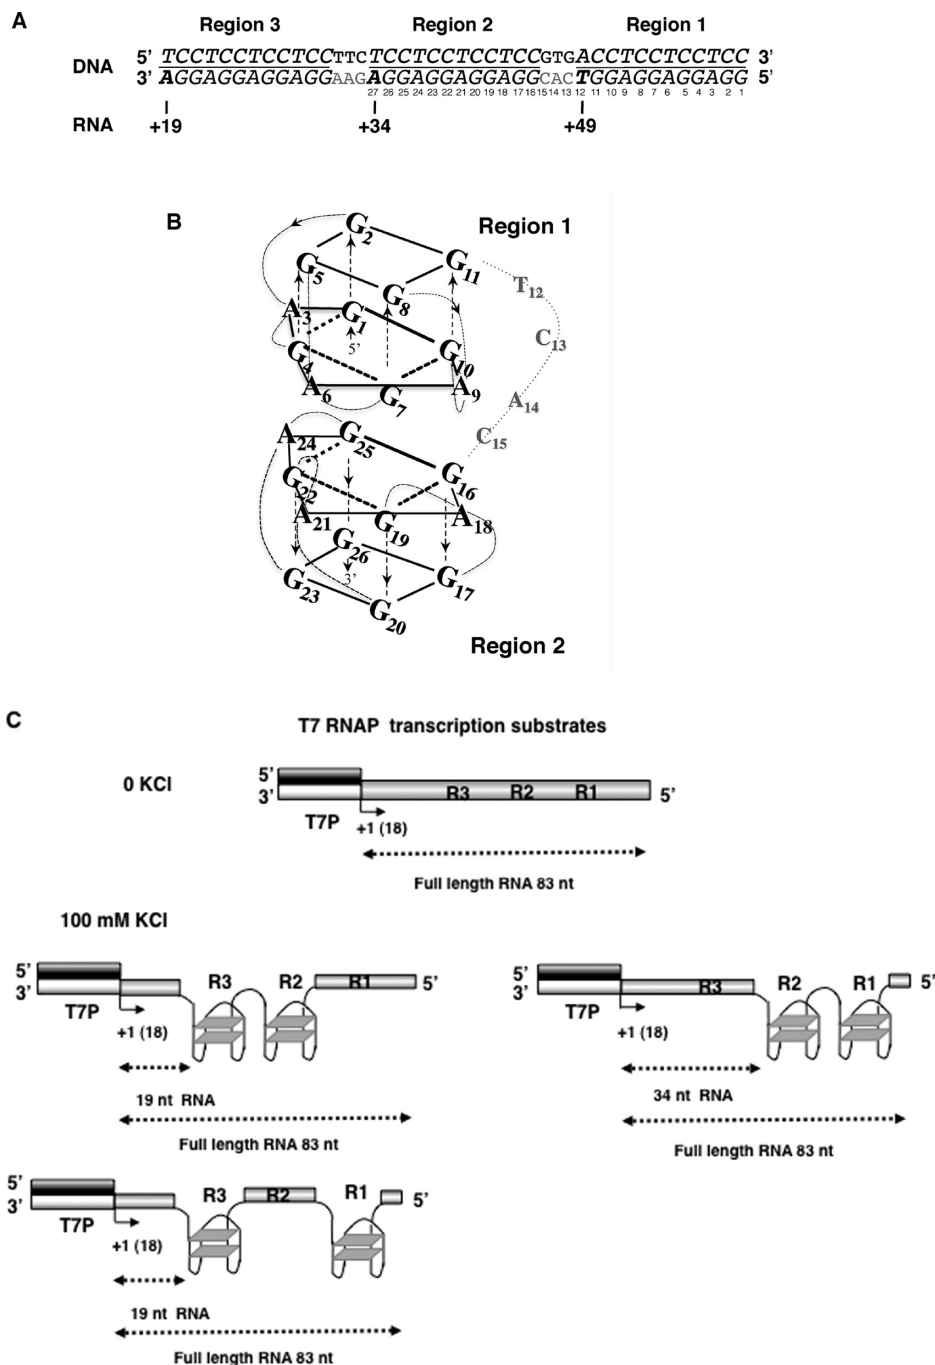 A
Region 3 Region 2 Region 1
5' TCCTCCTCCTCCTTCTCCTCCTCCTCCGTGACCTCCTCCTCC 3'
DNA
3' AGGAGGAGGAGGAAGAGGAGGAGGAGGCACTGGAGGAGGAGG 5'
27 26 25 24 23 22 21 20 19 18 17 16 15 14 13 12 11 10 9 8 7 6 5 4 3 2 1
RNA +19 +34 +49
B
Region 1
G2
G5
G11
G8
T12
A3
G1
C13
5'
G4
G10
A6
A9
G7
A14
C15
A24
G25
G16
G22
A21
G19
A18
G26
3'
G23
G17
G20
Region 2
C
T7 RNAP transcription substrates
0 KCl
5'
3'
R3 R2 R1
5'
T7P
+1 (18)
Full length RNA 83 nt
100 mM KCl
5'
3'
R3 R2 R1
5'
T7P
+1 (18)
19 nt RNA
Full length RNA 83 nt
5'
3'
R3 R2 R1
T7P
+1 (18)
34 nt RNA
5'
Full length RNA 83 nt
5'
3'
R3 R2 R1
5'
T7P
+1 (18)
19 nt RNA
Full length RNA 83 nt